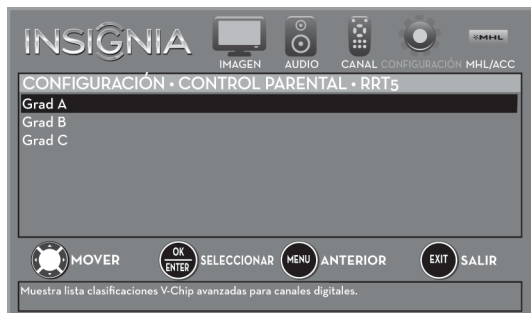 INSIGNIA
IMAGEN AUDIO CANAL CONFIGURACIÓN MHL/ACC
MHL
CONFIGURACIÓN • CONTROL PARENTAL • RRT5
Grad A
Grad B
Grad C
MOVER OK ENTER SELECCIONAR MENU ANTERIOR EXIT SALIR
Muestra lista clasificaciones V-Chip avanzadas para canales digitales.